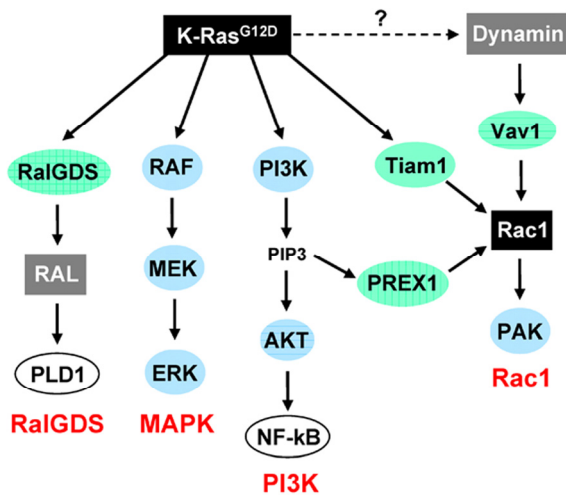 K-Ras^G12D
?
Dynamin
Vav1
RalGDS
RAF
PI3K
Tiam1
Rac1
RAL
MEK
PIP3
PREX1
PLD1
ERK
AKT
PAK
Rac1
RalGDS
MAPK
NF-kB
PI3K